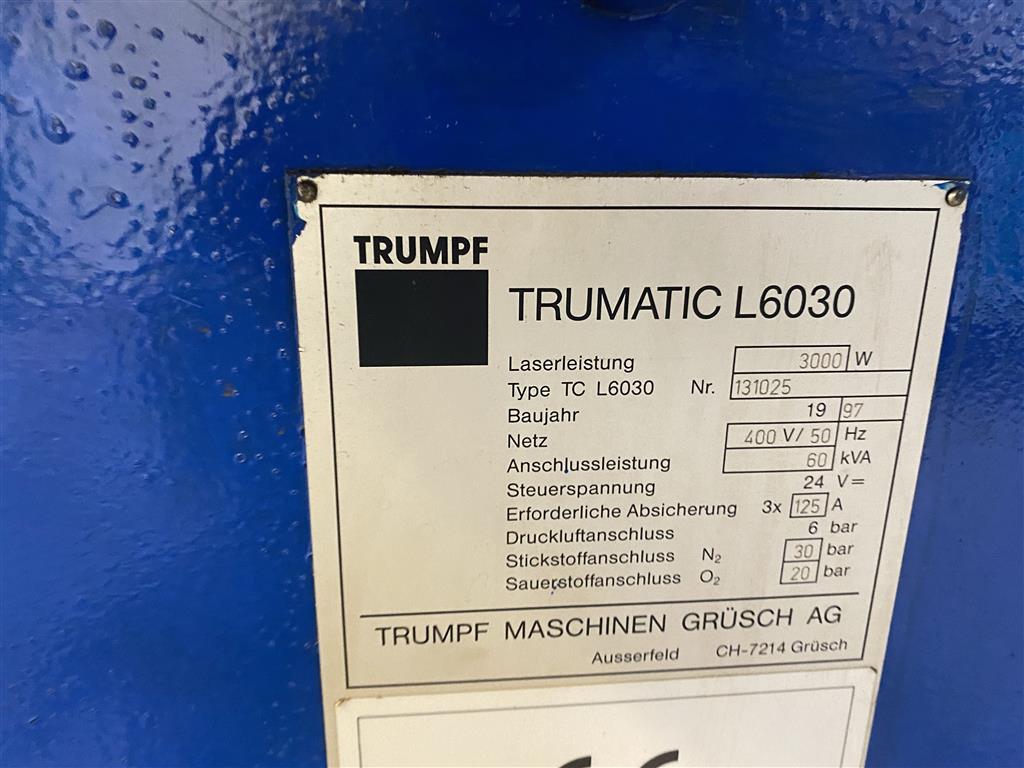 TRUMPF
TRUMATIC L6030
Laserleistung 3000 W
Type TC L6030 Nr. 131025
Baujahr 19 97
Netz 400 V/ 50 Hz
Anschlussleistung 60 kVA
Steuerspannung 24 V=
Erforderliche Absicherung 3x 125 A
Druckluftanschluss 6 bar
Stickstoffanschluss N₂ 30 bar
Sauerstoffanschluss O₂ 20 bar
TRUMPF MASCHINEN GRÜSCH AG
Ausserfeld CH-7214 Grüsch